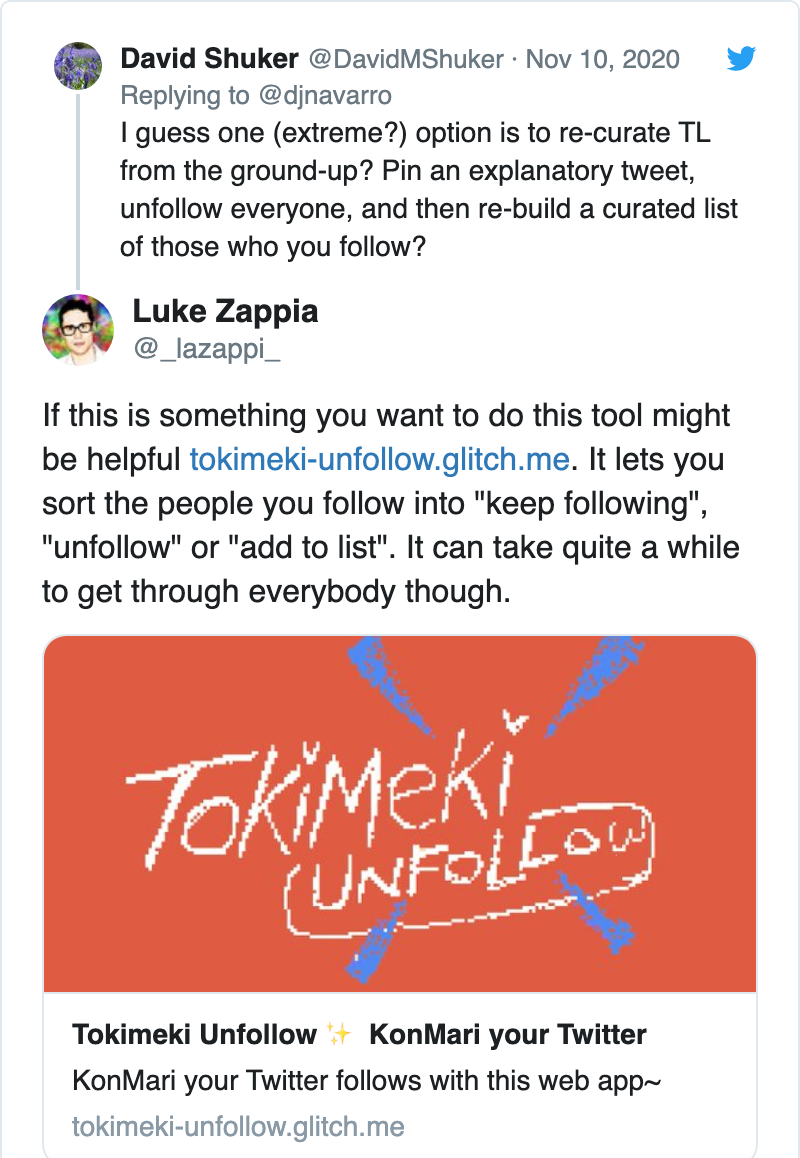 David Shuker @DavidMShuker · Nov 10, 2020
Replying to @djnavarro
I guess one (extreme?) option is to re-curate TL
from the ground-up? Pin an explanatory tweet,
unfollow everyone, and then re-build a curated list
of those who you follow?
Luke Zappia
@_lazappi_
If this is something you want to do this tool might
be helpful tokimeki-unfollow.glitch.me. It lets you
sort the people you follow into "keep following",
"unfollow" or "add to list". It can take quite a while
to get through everybody though.
TOKiMeKi
UNFOLLOW
Tokimeki Unfollow ✨ KonMari your Twitter
KonMari your Twitter follows with this web app~
tokimeki-unfollow.glitch.me